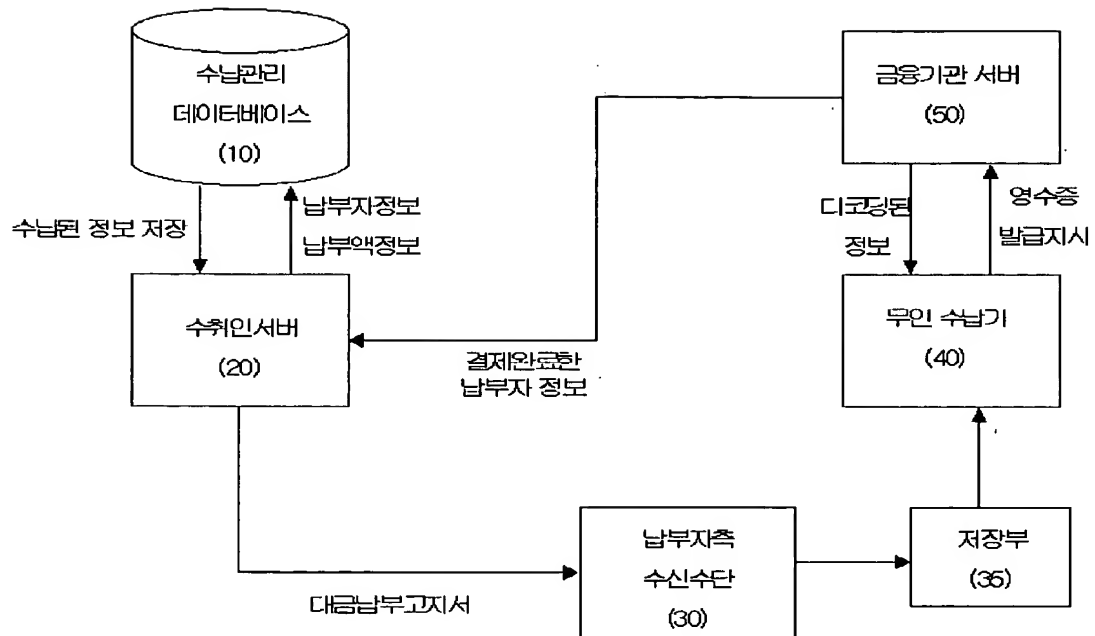 수납관리
데이터베이스
(10)
금융기관 서버
(50)
수납된 정보 저장
납부자정보
납부액정보
디코딩된
정보
영수증
발급지시
수취인서버
(20)
결제완료한
납부자 정보
무인 수납기
(40)
납부자측
수신수단
(30)
저장부
(35)
대금납부고지서